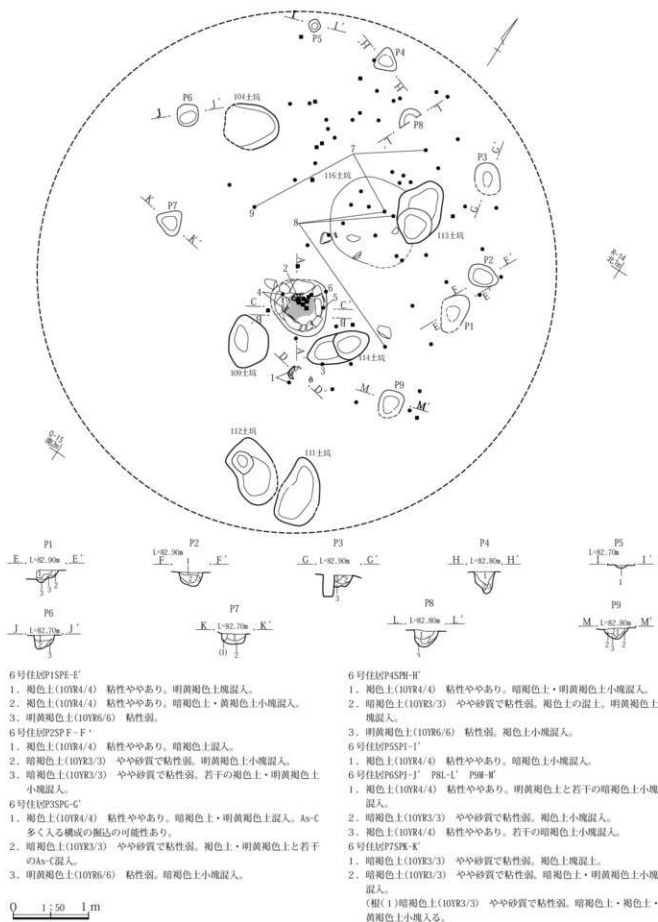 I
I′
P5
H
P4
H
P6
J
J′
104土坑
P8
I
I
G′
P3
7
K
P7
K′
9
116土坑
G
8
113土坑
R-14
北1m
A
2
4
6
5
C′
C′
B
B
P2
F′
F
E′
E
P1
109土坑
A
D
3
114土坑
1
D′
M
P9
M′
Q-15
南2m
112土坑
111土坑
P1
E L=82.90m E′
1
3 3 2
P2
L=82.90m
F 1 F′
2
P3
G L=82.90m G′
3
P4
H L=82.80m H′
P5
L=82.70m
I I′
1
P6
J L=82.70m J′
3
P7
K L=82.70m K′
(1) 2
P8
L L=82.80m L′
P9
M L=82.80m M′
6号住居P1SPE-E′
1. 褐色土(10YR4/4) 粘性ややあり。明黄褐色土塊混入。
2. 褐色土(10YR4/4) 粘性ややあり。暗褐色土・黄褐色土小塊混入。
3. 明黄褐色土(10YR6/6) 粘性弱。
6号住居P2SP F-F′
1. 褐色土(10YR4/4) 粘性ややあり。暗褐色土混入。
2. 暗褐色土(10YR3/3) やや砂質で粘性弱。明黄褐色土小塊混入。
3. 暗褐色土(10YR3/3) やや砂質で粘性弱。若干の褐色土・明黄褐色土
小塊混入。
6号住居P3SPG-G′
1. 褐色土(10YR4/4) 粘性ややあり。暗褐色土・明黄褐色土混入。As-C
多く入る構成の掘込の可能性あり。
2. 暗褐色土(10YR3/3) やや砂質で粘性弱。褐色土・明黄褐色土と若干
のAs-C混入。
3. 明黄褐色土(10YR6/6) 粘性弱。暗褐色土小塊混入。
0 1:50 1m
6号住居P4SPH-H′
1. 褐色土(10YR4/4) 粘性ややあり。暗褐色土・明黄褐色土小塊混入。
2. 暗褐色土(10YR3/3) やや砂質で粘性弱。褐色土の混土。明黄褐色土
塊混入。
3. 明黄褐色土(10YR6/6) 粘性弱。褐色土小塊混入。
6号住居P5SPI-I′
1. 褐色土(10YR4/4) 粘性ややあり。暗褐色土小塊混入。
6号住居P6SPJ-J′ P8L-L′ P9M-M′
1. 褐色土(10YR4/4) 粘性ややあり。明黄褐色土と若干の暗褐色土小塊
混入。
2. 暗褐色土(10YR3/3) やや砂質で粘性弱。褐色土小塊混入。
3. 褐色土(10YR4/4) 粘性ややあり。若干の暗褐色土小塊混入。
6号住居P7SPK-K′
1. 暗褐色土(10YR3/3) やや砂質で粘性弱。褐色土塊混土。
2. 暗褐色土(10YR3/3) やや砂質で粘性弱。暗褐色土・明黄褐色土小塊
混入。
(根(1)暗褐色土(10YR3/3) やや砂質で粘性弱。暗褐色土・褐色土・
黄褐色土小塊入る。